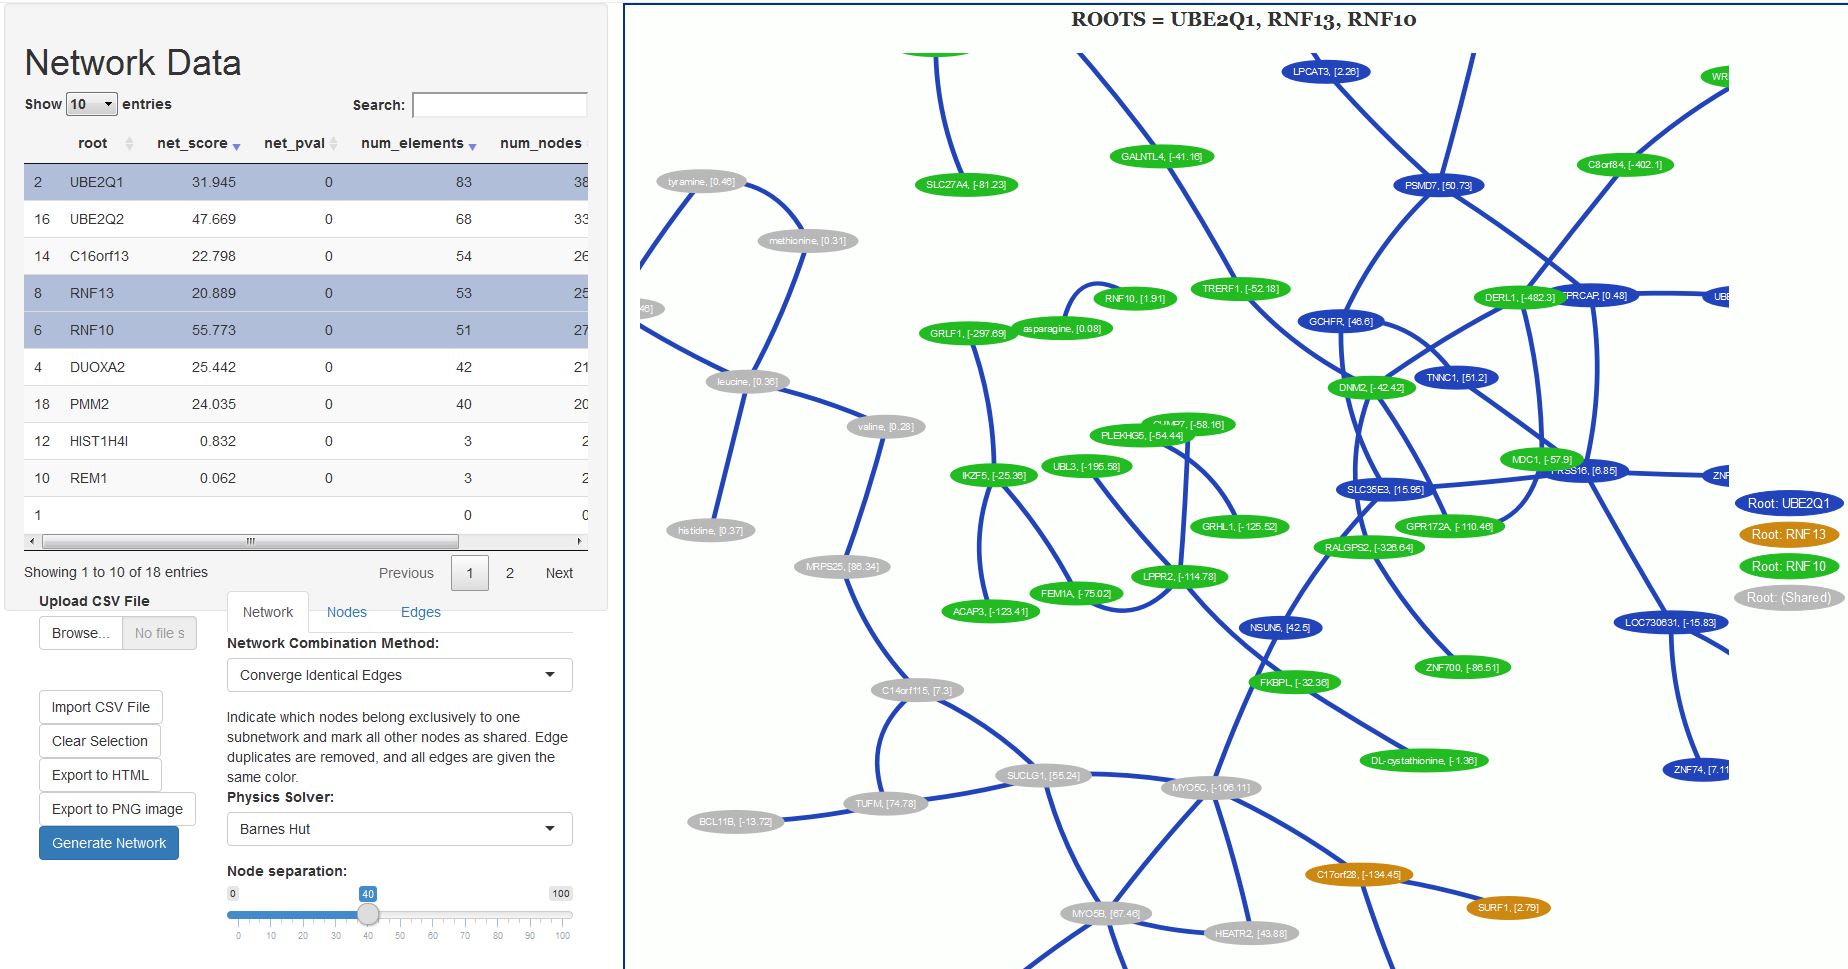 Network Data
Show 10 entries
Search:
root net_score net_pval num_elements num_nodes
2 UBE2Q1 31.945 0 83 38
16 UBE2Q2 47.669 0 68 33
14 C16orf13 22.798 0 54 26
8 RNF13 20.889 0 53 25
6 RNF10 55.773 0 51 27
4 DUOXA2 25.442 0 42 21
18 PMM2 24.035 0 40 20
12 HIST1H4I 0.832 0 3 2
10 REM1 0.062 0 3 2
1 0 0
Showing 1 to 10 of 18 entries
Previous 1 2 Next
Upload CSV File
Browse... No file s
Import CSV File
Clear Selection
Export to HTML
Export to PNG image
Generate Network
Network Nodes Edges
Network Combination Method:
Converge Identical Edges
Indicate which nodes belong exclusively to one
subnetwork and mark all other nodes as shared. Edge
duplicates are removed, and all edges are given the
same color.
Physics Solver:
Barnes Hut
Node separation:
0 40 100
0 10 20 30 40 50 60 70 80 90 100
ROOTS = UBE2Q1, RNF13, RNF10
LPCAT3, [2.26]
WR
GALNTL4, [-41.16]
C8orf84, [-402.1]
tyramine, [0.46]
SLC27A4, [-81.23]
PSMD7, [50.73]
methionine, [0.31]
TRERF1, [-52.18]
RNF10, [1.91]
DERL1, [-482.3]
PRCAP, [0.48]
UBE
46]
GCHFR, [46.6]
asparagine, [0.08]
GRLF1, [-297.69]
leucine, [0.36]
TNNC1, [51.2]
DNM2, [-42.42]
valine, [0.28]
[-58.16]
PLEKHG5, [-54.44]
UBL3, [-195.58]
MDC1, [-57.9]
RSS16, [6.85]
ZNF
IKZF5, [-25.36]
SLC35E3, [15.95]
histidine, [0.37]
GRHL1, [-125.52]
GPR172A, [-110.46]
Root: UBE2Q1
Root: RNF13
Root: RNF10
Root: (Shared)
RALGPS2, [-326.64]
MRPS25, [86.34]
LPPR2, [-114.78]
FEM1A, [-75.02]
ACAP3, [-123.41]
NSUN5, [42.5]
LOC730631, [-15.83]
ZNF700, [-86.51]
FKBPL, [-32.36]
C14orf115, [7.3]
DL-cystathionine, [-1.36]
ZNF74, [7.11
SUCLG1, [55.24]
MYO5C, [-106.11]
TUFM, [74.78]
BCL11B, [-13.72]
C17orf28, [-134.45]
SURF1, [2.79]
MYO5B, [67.46]
HEATR2, [43.88]